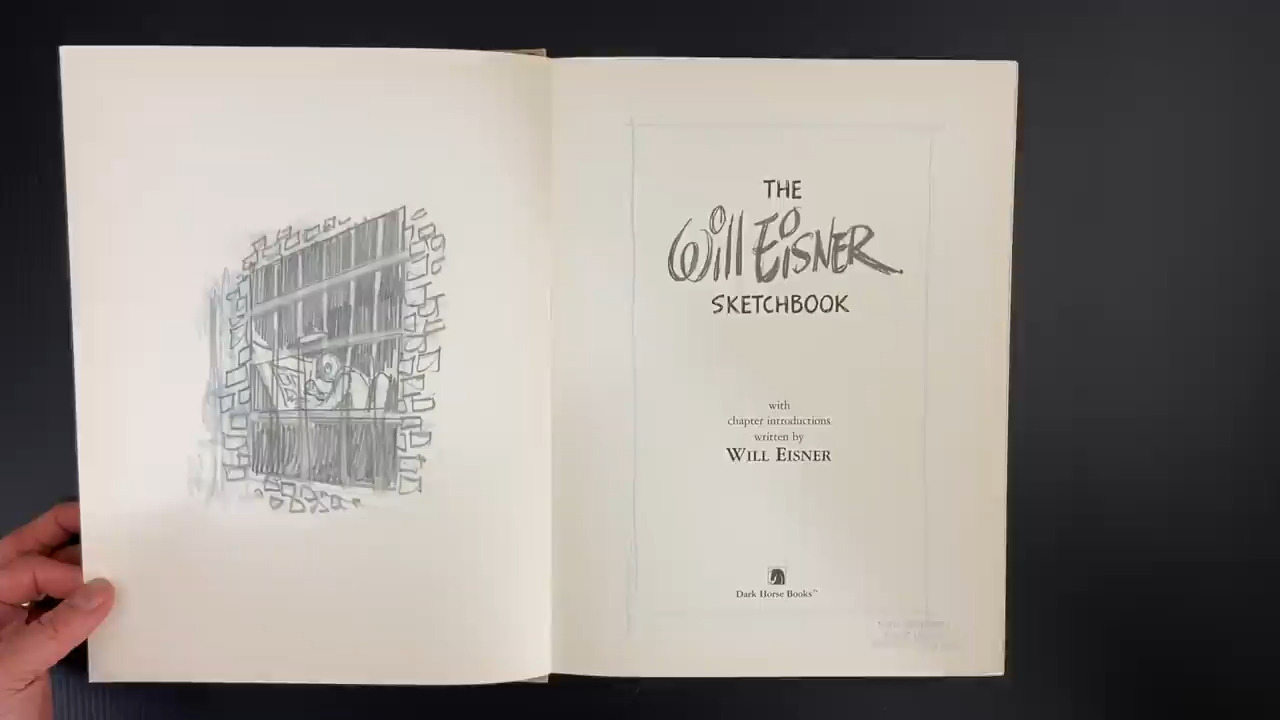 THE
Will EISNER
SKETCHBOOK
with
chapter introductions
written by
WILL EISNER
Dark Horse Books™